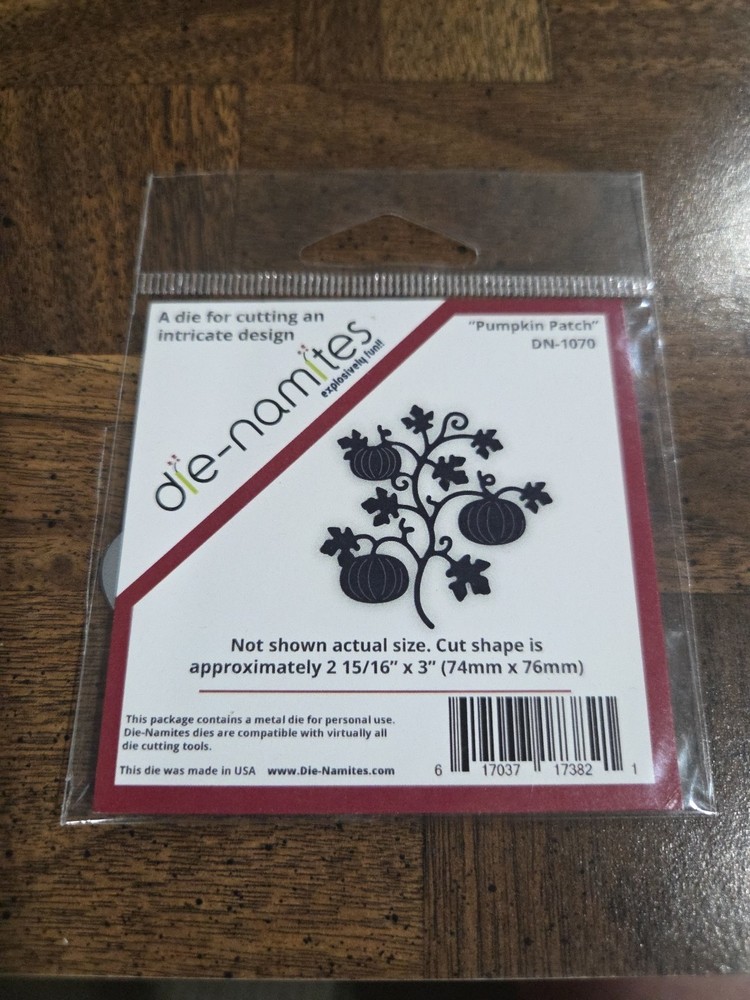 A die for cutting an
intricate design
die-namites
explosively fun!!
"Pumpkin Patch"
DN-1070
Not shown actual size. Cut shape is
approximately 2 15/16" x 3" (74mm x 76mm)
This package contains a metal die for personal use.
Die-Namites dies are compatible with virtually all
die cutting tools.
This die was made in USA www.Die-Namites.com
6 17037 17382 1